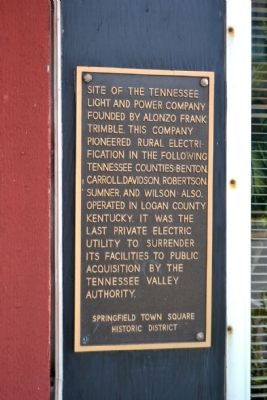 SITE OF THE TENNESSEE
LIGHT AND POWER COMPANY
FOUNDED BY ALONZO FRANK
TRIMBLE. THIS COMPANY
PIONEERED RURAL ELECTRI-
FICATION IN THE FOLLOWING
TENNESSEE COUNTIES-BENTON,
CARROLL, DAVIDSON, ROBERTSON,
SUMNER, AND WILSON. ALSO,
OPERATED IN LOGAN COUNTY
KENTUCKY. IT WAS THE
LAST PRIVATE ELECTRIC
UTILITY TO SURRENDER
ITS FACILITIES TO PUBLIC
ACQUISITION BY THE
TENNESSEE VALLEY
AUTHORITY.
SPRINGFIELD TOWN SQUARE
HISTORIC DISTRICT